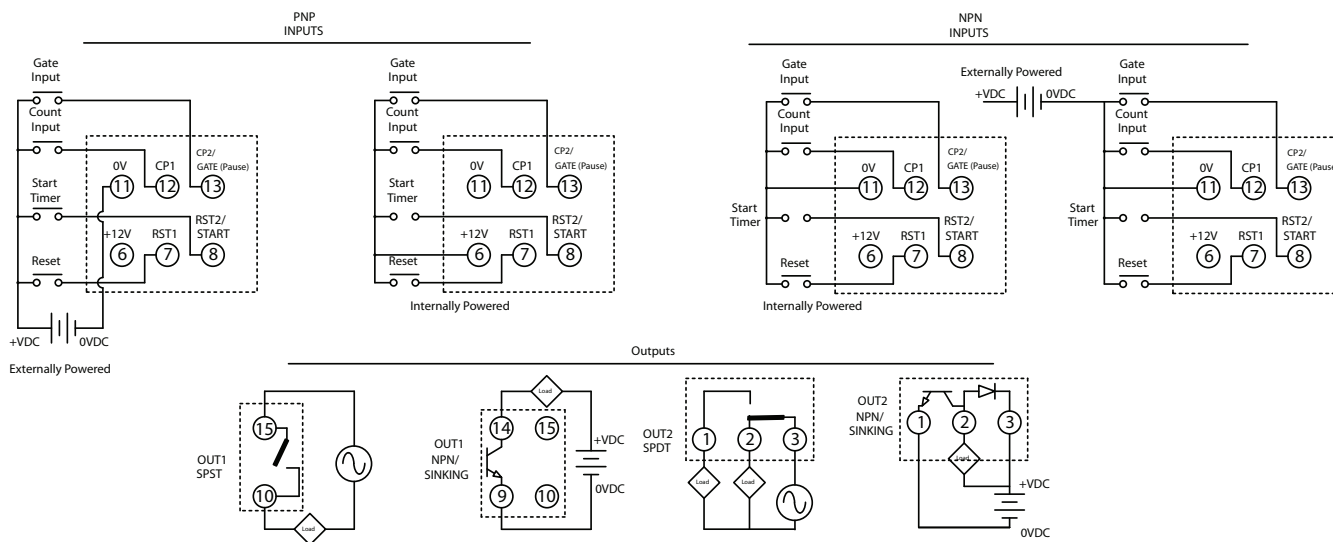 PNP
INPUTS
Gate
Input
Count
Input
0V
CP1
CP2/
GATE (Pause)
11
12
13
Start
Timer
+12V
RST1
RST2/
START
6
7
8
Reset
+VDC
0VDC
Externally Powered
Gate
Input
Count
Input
0V
CP1
CP2/
GATE (Pause)
11
12
13
Start
Timer
+12V
RST1
RST2/
START
6
7
8
Reset
Internally Powered
NPN
INPUTS
Gate
Input
Count
Input
0V
CP1
CP2/
GATE (Pause)
11
12
13
Start
Timer
+12V
RST1
RST2/
START
6
7
8
Reset
Internally Powered
Externally Powered
+VDC
0VDC
Gate
Input
Count
Input
0V
CP1
CP2/
GATE (Pause)
11
12
13
Start
Timer
+12V
RST1
RST2/
START
6
7
8
Reset
Outputs
OUT1
SPST
15
10
Load
OUT1
NPN/
SINKING
14
15
9
10
Load
+VDC
0VDC
OUT2
SPDT
1
2
3
Load
Load
OUT2
NPN/
SINKING
1
2
3
Load
+VDC
0VDC